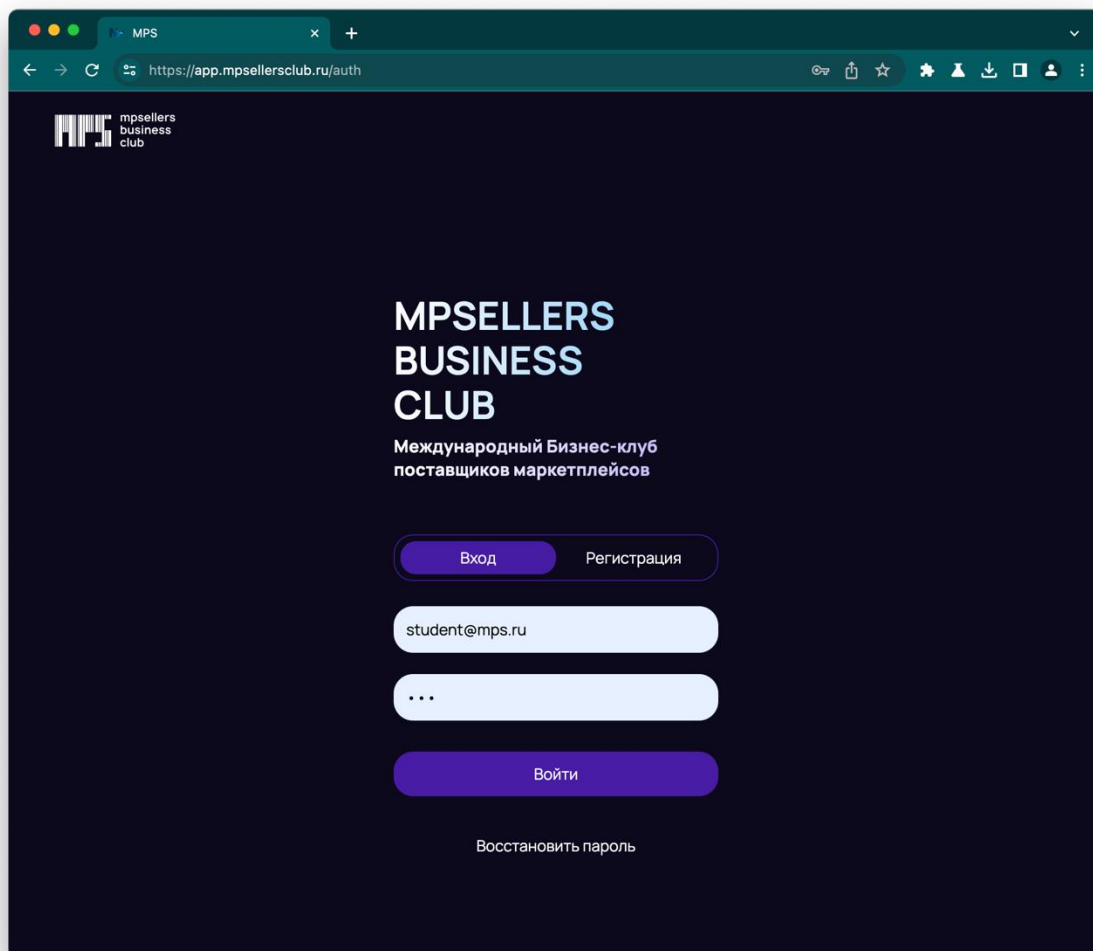 MPS
https://app.mpsellersclub.ru/auth
MPS
mpsellers
business
club
MPSELLERS
BUSINESS
CLUB
Международный Бизнес-клуб
поставщиков маркетплейсов
Вход Регистрация
student@mps.ru
•••
Войти
Восстановить пароль